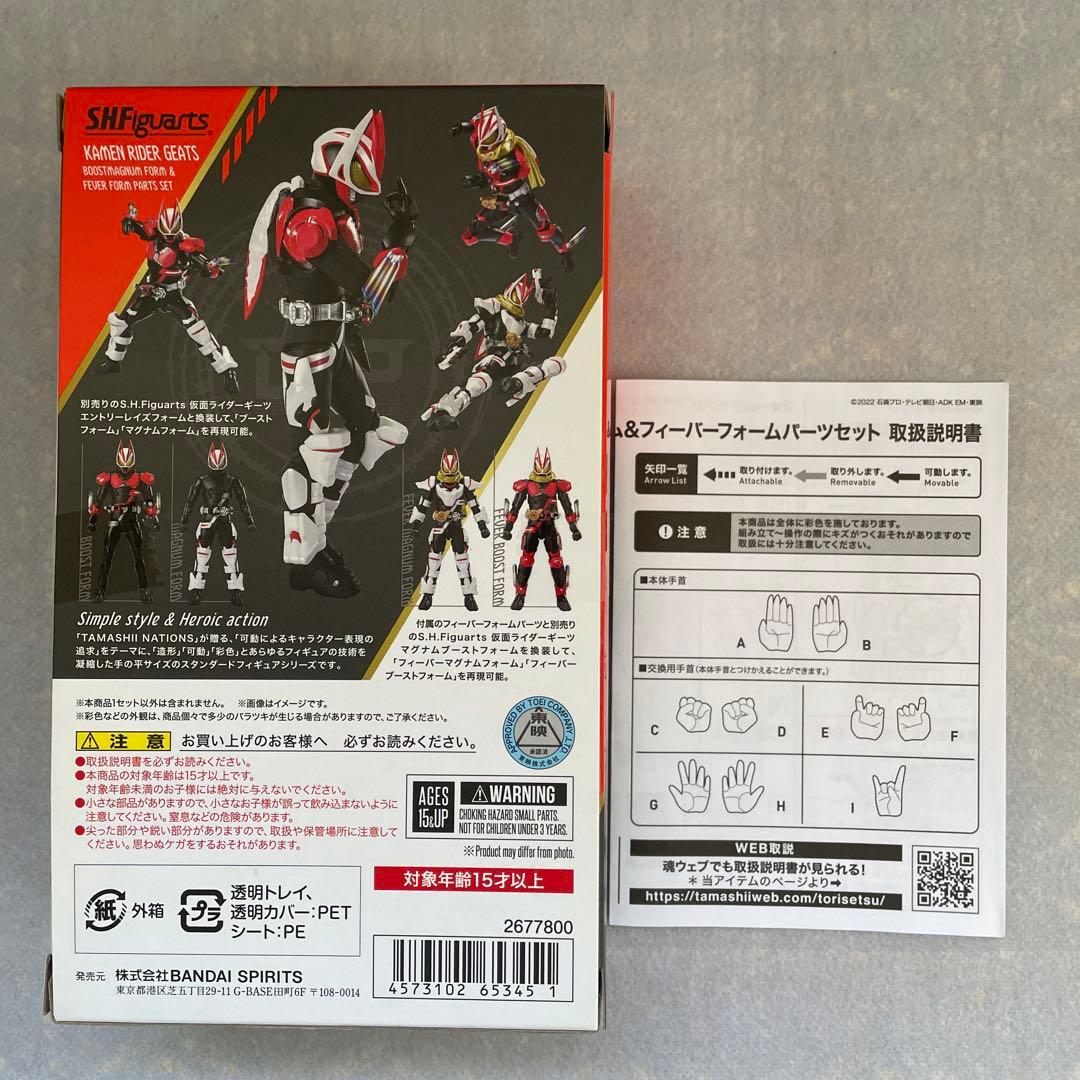 S.H.Figuarts
KAMEN RIDER GEATS
BOOSTMAGNUM FORM &
FEVER FORM PARTS SET
別売りのS.H.Figuarts 仮面ライダーギーツ
エントリーレイズフォームと換装して、「ブースト
フォーム」「マグナムフォーム」を再現可能。
BOOST FORM
MAGNUM FORM
FEVER MAGNUM FORM
FEVER BOOST FORM
Simple style & Heroic action
「TAMASHII NATIONS」が贈る、「可動によるキャラクター表現の
追求」をテーマに、「造形」「可動」「彩色」とあらゆるフィギュアの技術を
凝縮した手の平サイズのスタンダードフィギュアシリーズです。
付属のフィーバーフォームパーツと別売り
のS.H.Figuarts 仮面ライダーギーツ
マグナムブーストフォームを換装して、
「フィーバーマグナムフォーム」「フィーバー
ブーストフォーム」を再現可能。
※本商品1セット以外は含まれません。 ※画像はイメージです。
※彩色などの外観は、商品個々で多少のバラツキが生じる場合がありますので、ご了承ください。
APPROVED BY TOEI COMPANY,LTD.
東映
承認済
東映株式会社
注意 お買い上げのお客様へ 必ずお読みください。
●取扱説明書を必ずお読みください。
●本商品の対象年齢は15才以上です。
対象年齢未満のお子様には絶対に与えないでください。
●小さな部品がありますので、小さなお子様が誤って飲み込まないように
注意してください。窒息などの危険があります。
●尖った部分や鋭い部分がありますので、取扱や保管場所に注意して
ください。思わぬケガをするおそれがあります。
AGES
15&UP
WARNING
CHOKING HAZARD SMALL PARTS.
NOT FOR CHILDREN UNDER 3 YEARS.
※Product may differ from photo.
対象年齢15才以上
紙 外箱
プラ
透明トレイ、
透明カバー:PET
シート:PE
2677800
4573102 65345 1
発売元 株式会社BANDAI SPIRITS
東京都港区芝五丁目29-11 G-BASE田町6F 〒108-0014
©2022 石森プロ・テレビ朝日・ADK EM・東映
ム&フィーバーフォームパーツセット 取扱説明書
矢印一覧
Arrow List
取り付けます。
Attachable
取り外します。
Removable
可動します。
Movable
注意
本商品は全体に彩色を施しております。
組み立て〜操作の際にキズがつくおそれがありますので
取扱には十分注意してください。
■本体手首
A B
■交換用手首(本体手首とつけかえることができます。)
C D E F
G H I
WEB取説
魂ウェブでも取扱説明書が見られる!
* 当アイテムのページより→
https://tamashiiweb.com/torisetsu/